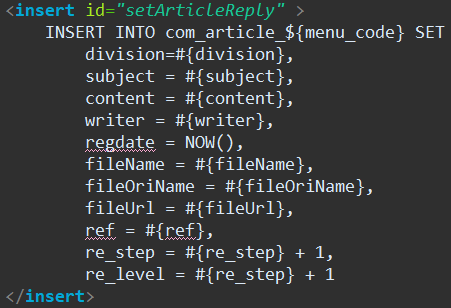 <insert id="setArticleReply" >
INSERT INTO com_article_${menu_code} SET
division=#{division},
subject = #{subject},
content = #{content},
writer = #{writer},
regdate = NOW(),
fileName = #{fileName},
fileOriName = #{fileOriName},
fileUrl = #{fileUrl},
ref = #{ref},
re_step = #{re_step} + 1,
re_level = #{re_step} + 1
</insert>